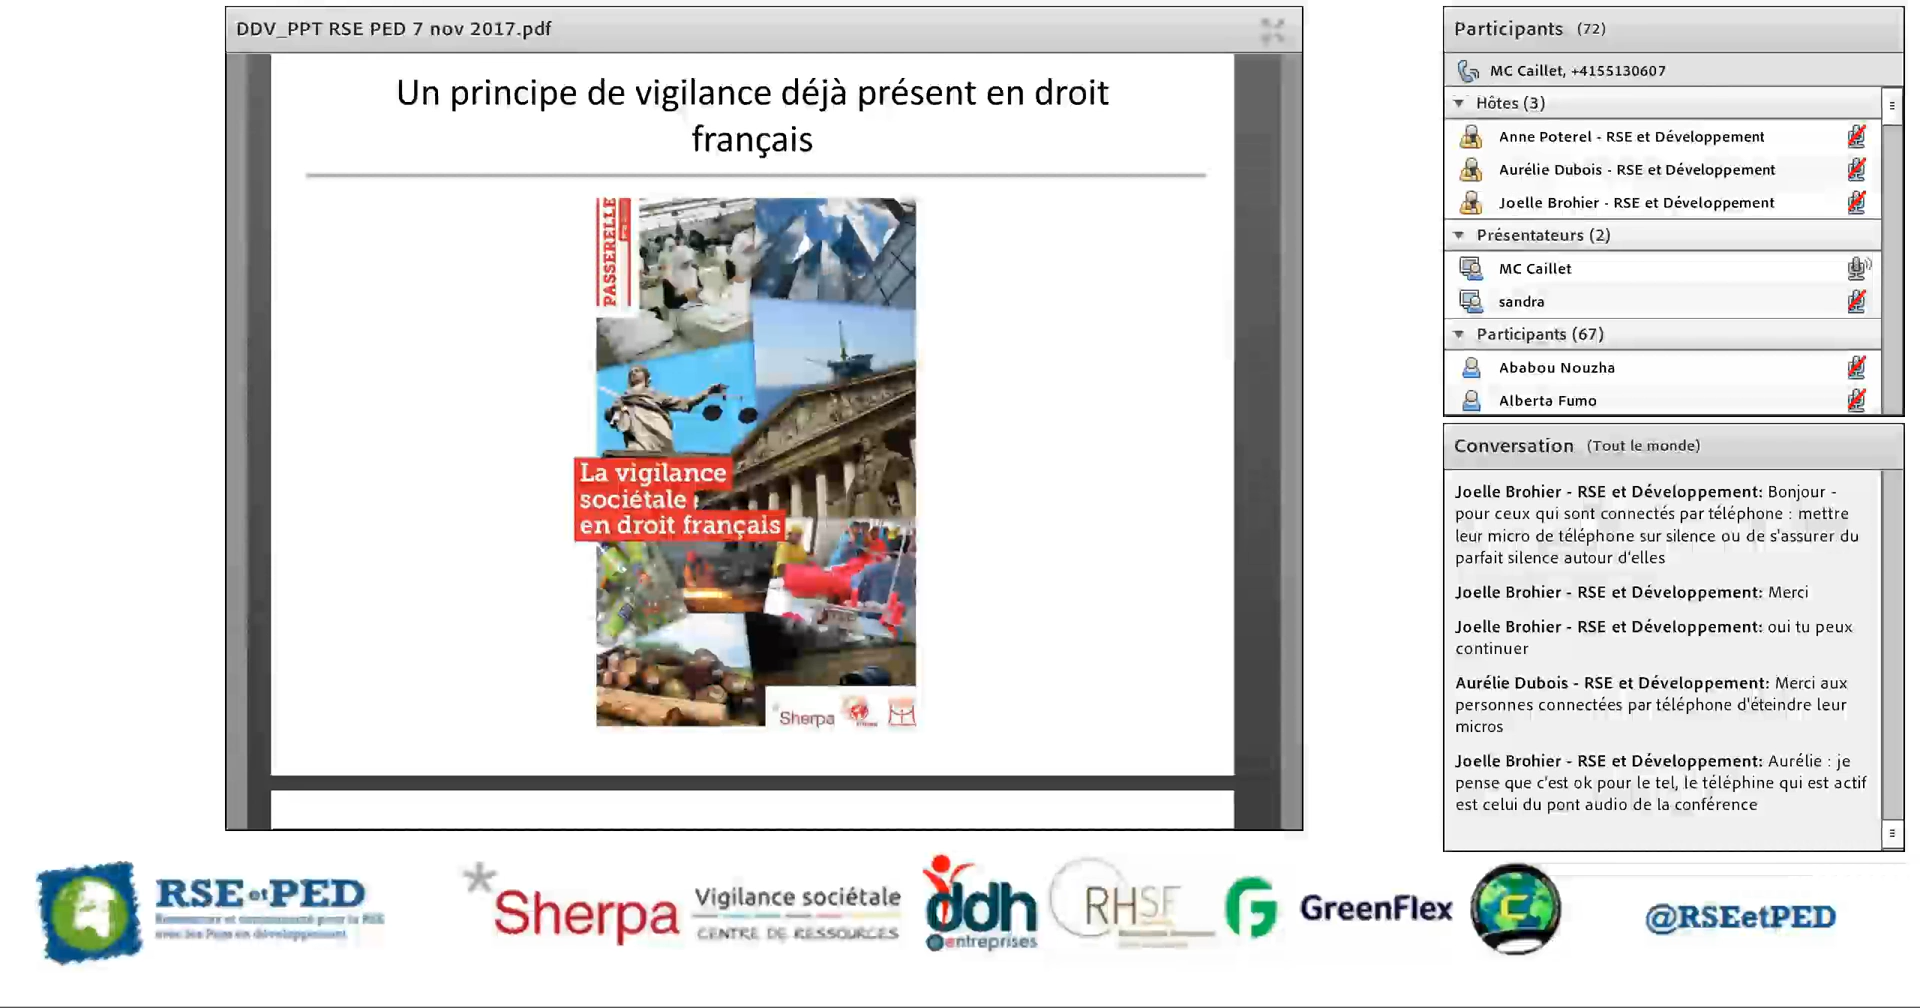 DDV_PPT RSE PED 7 nov 2017.pdf
Un principe de vigilance déjà présent en droit
français
PASSERELLE
La vigilance
sociétale
en droit français
Sherpa
Participants (72)
MC Caillet, +4155130607
Hôtes (3)
Anne Poterel - RSE et Développement
Aurélie Dubois - RSE et Développement
Joelle Brohier - RSE et Développement
Présentateurs (2)
MC Caillet
sandra
Participants (67)
Ababou Nouzha
Alberta Fumo
Conversation (Tout le monde)
Joelle Brohier - RSE et Développement: Bonjour -
pour ceux qui sont connectés par téléphone : mettre
leur micro de téléphone sur silence ou de s'assurer du
parfait silence autour d'elles
Joelle Brohier - RSE et Développement: Merci
Joelle Brohier - RSE et Développement: oui tu peux
continuer
Aurélie Dubois - RSE et Développement: Merci aux
personnes connectées par téléphone d'éteindre leur
micros
Joelle Brohier - RSE et Développement: Aurélie : je
pense que c'est ok pour le tel, le téléphine qui est actif
est celui du pont audio de la conférence
RSE et PED
avec les Pays en développement
Sherpa
Vigilance sociétale
CENTRE DE RESSOURCES
ddh
@entreprises
RHSF
GreenFlex
@RSEetPED